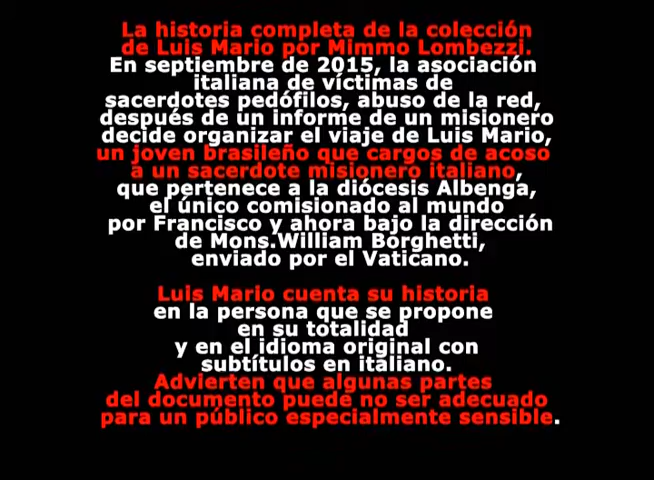 La historia completa de la colección
de Luis Mario por Mimmo Lombezzi.
En septiembre de 2015, la asociación
italiana de víctimas de
sacerdotes pedófilos, abuso de la red,
después de un informe de un misionero
decide organizar el viaje de Luis Mario,
un joven brasileño que cargos de acoso
a un sacerdote misionero italiano,
que pertenece a la diócesis Albenga,
el único comisionado al mundo
por Francisco y ahora bajo la dirección
de Mons.William Borghetti,
enviado por el Vaticano.
Luis Mario cuenta su historia
en la persona que se propone
en su totalidad
y en el idioma original con
subtítulos en italiano.
Advierten que algunas partes
del documento puede no ser adecuado
para un público especialmente sensible.